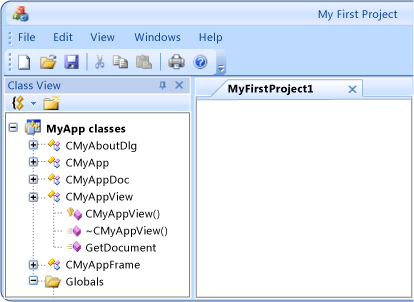 My First Project
File Edit View Windows Help
Class View
MyFirstProject1
MyApp classes
CMyAboutDlg
CMyApp
CMyAppDoc
CMyAppView
CMyAppView()
~CMyAppView()
GetDocument
CMyAppFrame
Globals